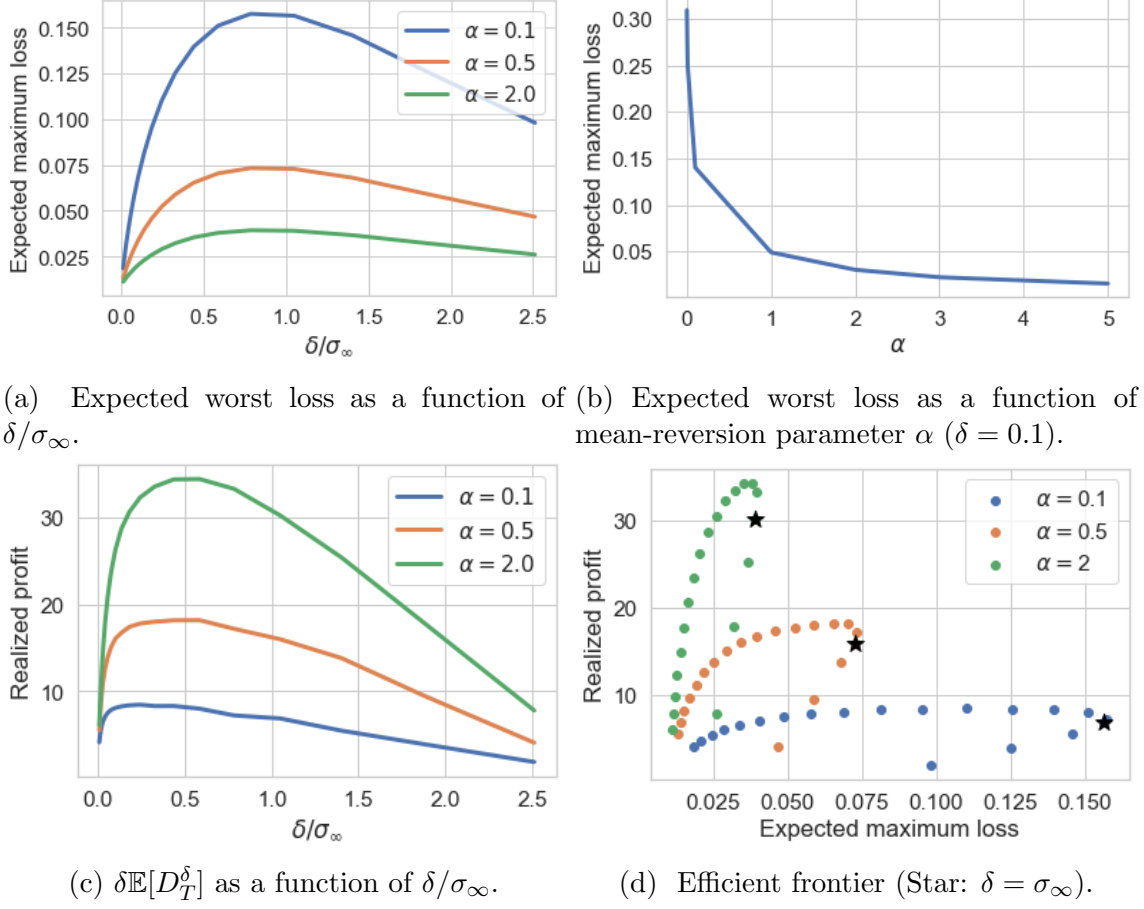 Expected maximum loss
0.150
0.125
0.100
0.075
0.050
0.025
0.0 0.5 1.0 1.5 2.0 2.5
δ/σ∞
α = 0.1
α = 0.5
α = 2.0
Expected maximum loss
0.30
0.25
0.20
0.15
0.10
0.05
0 1 2 3 4 5
α
(a) Expected worst loss as a function of
δ/σ∞.
(b) Expected worst loss as a function of
mean-reversion parameter α (δ = 0.1).
Realized profit
30
20
10
0.0 0.5 1.0 1.5 2.0 2.5
δ/σ∞
α = 0.1
α = 0.5
α = 2.0
Realized profit
30
20
10
0.025 0.050 0.075 0.100 0.125 0.150
Expected maximum loss
α = 0.1
α = 0.5
α = 2
(c) δ𝔼[D_T^δ] as a function of δ/σ∞.
(d) Efficient frontier (Star: δ = σ∞).